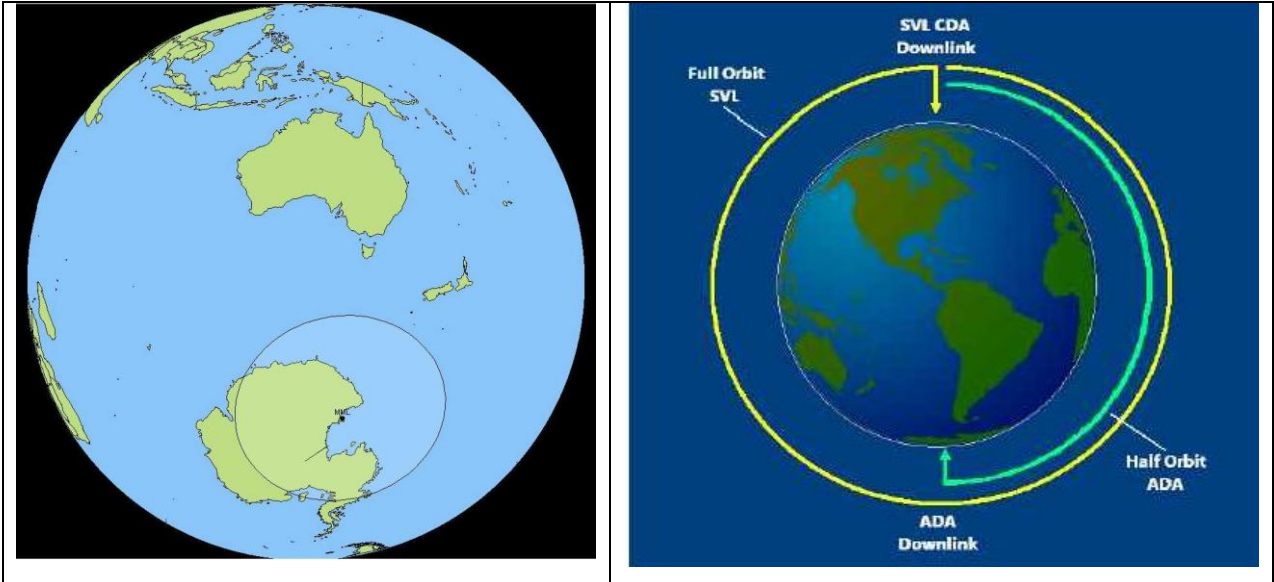 SVL CDA
Downlink
Full Orbit
SVL
Half Orbit
ADA
ADA
Downlink